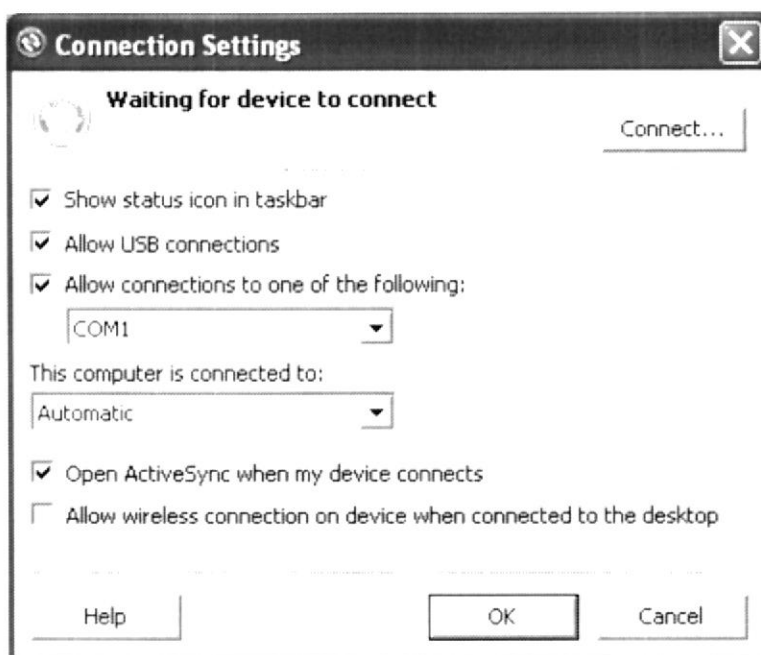 Connection Settings
Waiting for device to connect
Connect...
Show status icon in taskbar
Allow USB connections
Allow connections to one of the following:
COM1
This computer is connected to:
Automatic
Open ActiveSync when my device connects
Allow wireless connection on device when connected to the desktop
Help
OK
Cancel